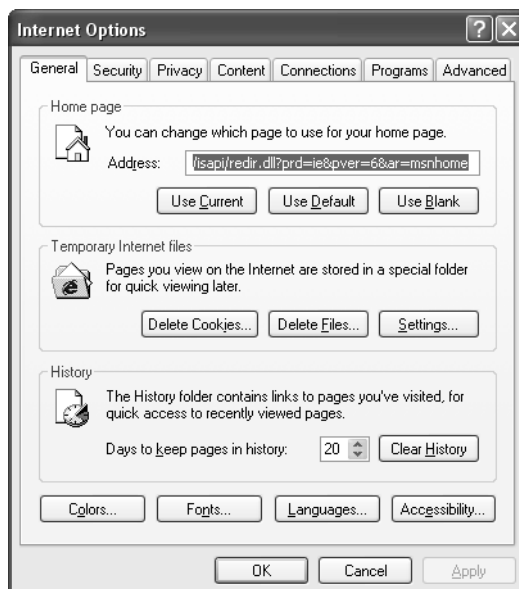 Internet Options
General Security Privacy Content Connections Programs Advanced
Home page
You can change which page to use for your home page.
Address: /isapi/redir.dll?prd=ie&pver=6&ar=msnhome
Use Current Use Default Use Blank
Temporary Internet files
Pages you view on the Internet are stored in a special folder
for quick viewing later.
Delete Cookies... Delete Files... Settings...
History
The History folder contains links to pages you've visited, for
quick access to recently viewed pages.
Days to keep pages in history: 20 Clear History
Colors... Fonts... Languages... Accessibility...
OK Cancel Apply